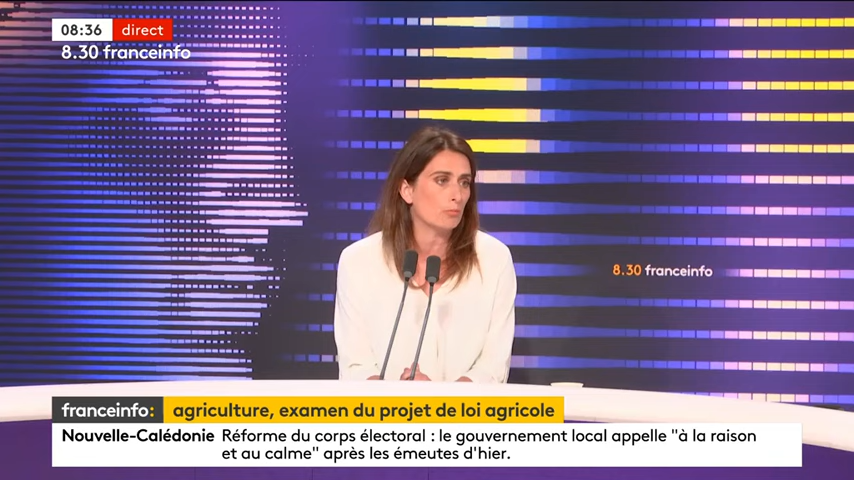 08:36 direct
8.30 franceinfo
8.30 franceinfo
franceinfo: agriculture, examen du projet de loi agricole
Nouvelle-Calédonie Réforme du corps électoral : le gouvernement local appelle "à la raison
et au calme" après les émeutes d'hier.